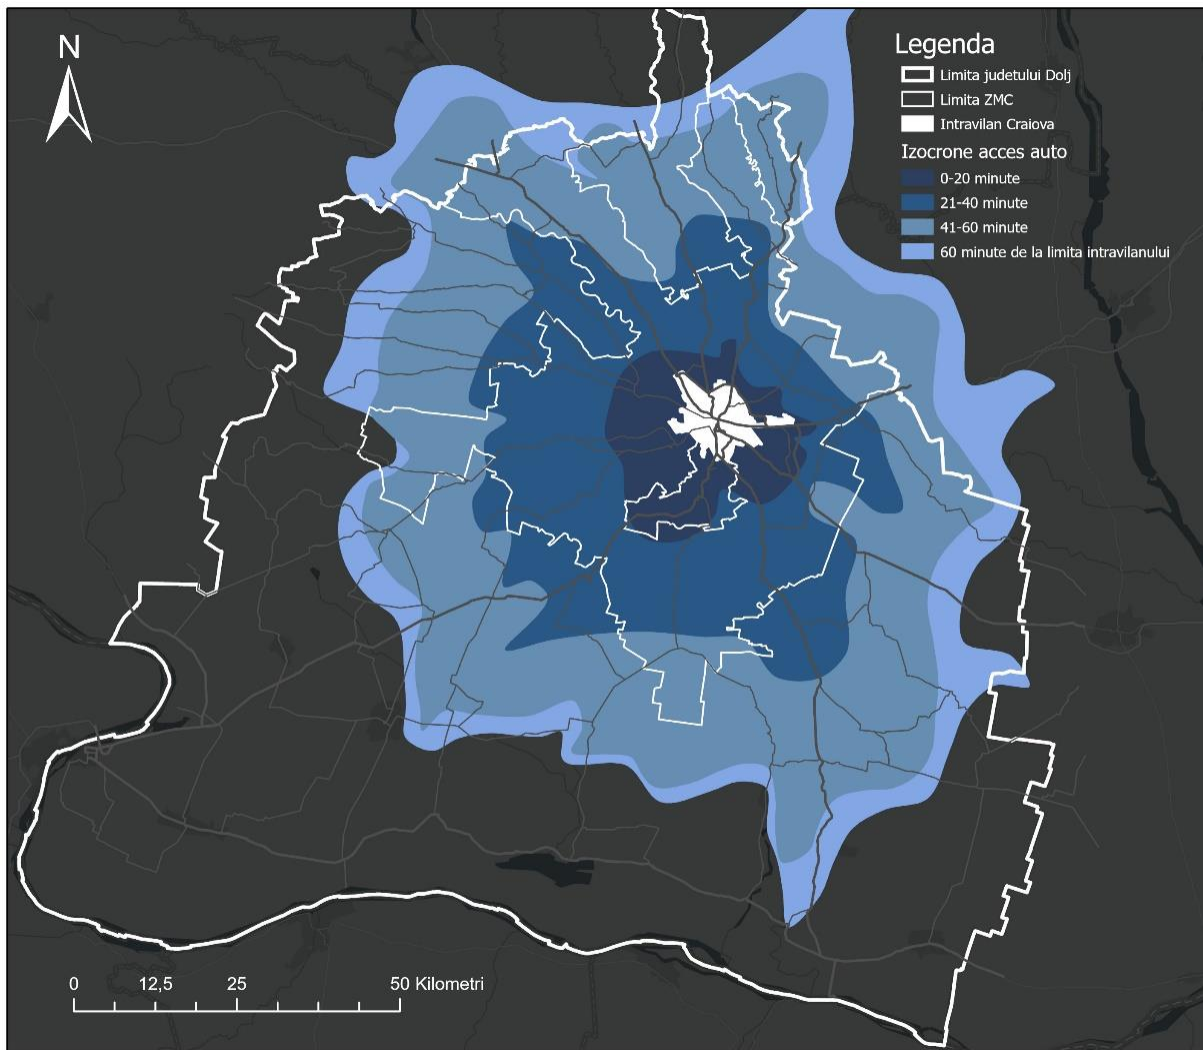 N
Legenda
Limita județului Dolj
Limita ZMC
Intravilan Craiova
Izocrone acces auto
0-20 minute
21-40 minute
41-60 minute
60 minute de la limita intravilanului
0 12,5 25 50 Kilometri